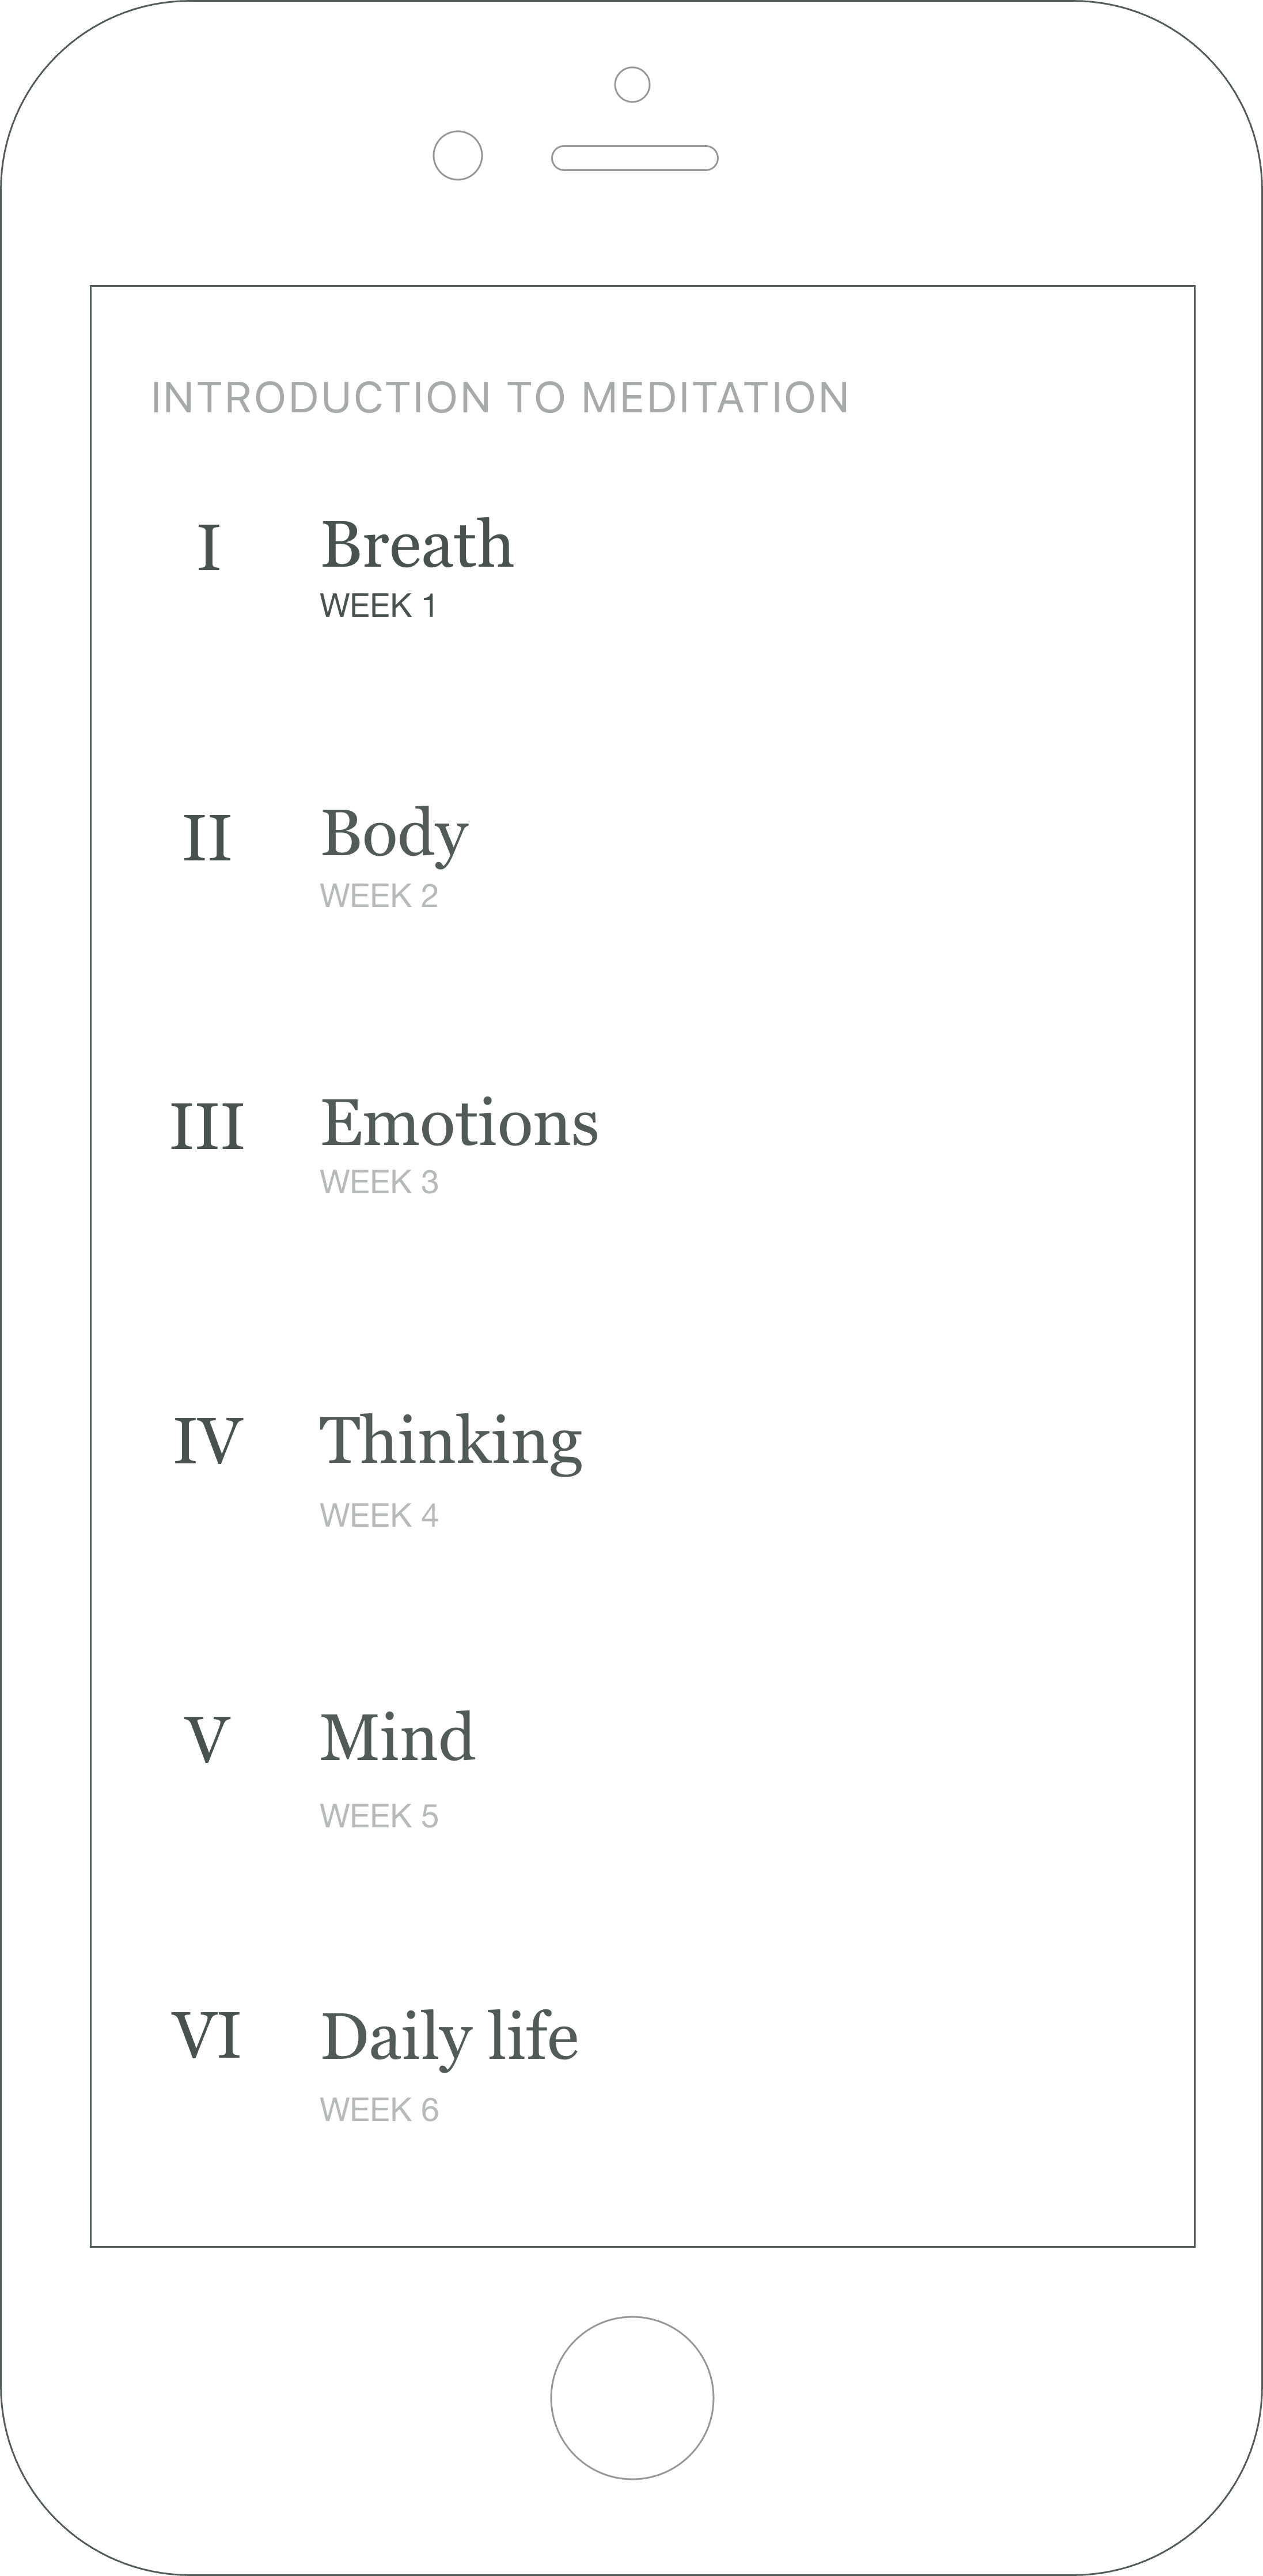 INTRODUCTION TO MEDITATION
I Breath
WEEK 1
II Body
WEEK 2
III Emotions
WEEK 3
IV Thinking
WEEK 4
V Mind
WEEK 5
VI Daily life
WEEK 6